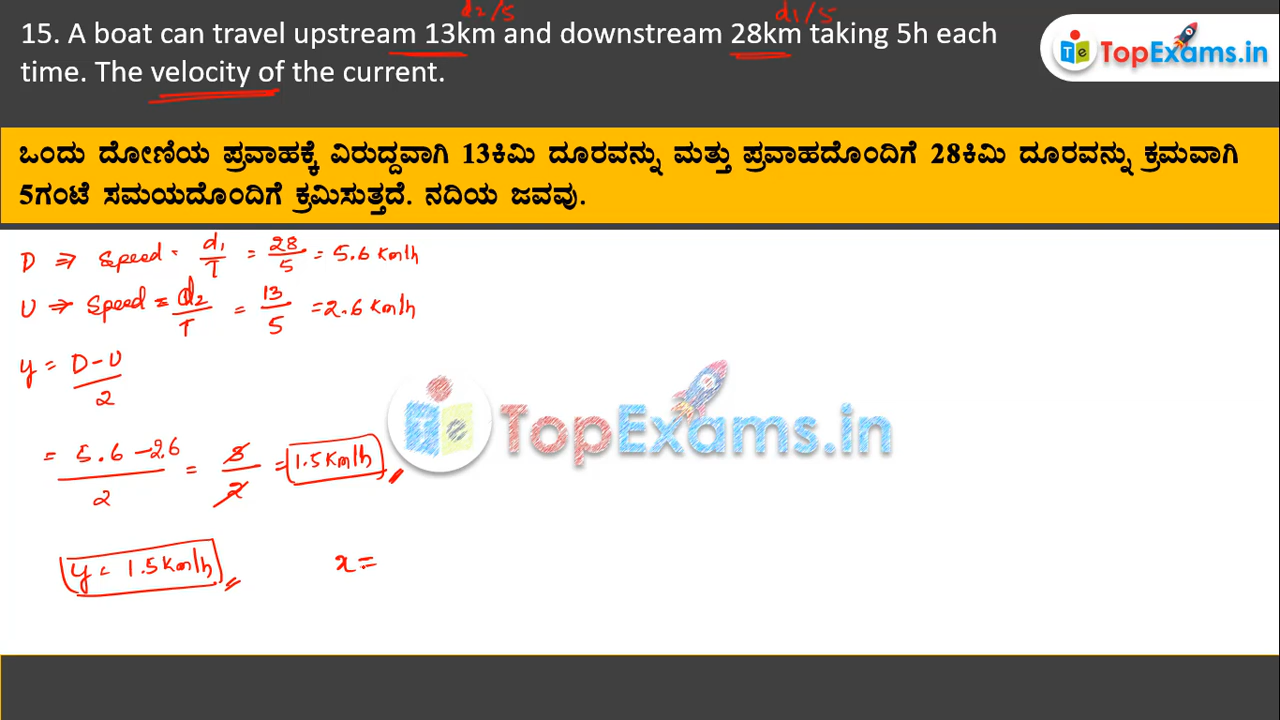 d2/5 d1/5
15. A boat can travel upstream 13km and downstream 28km taking 5h each
time. The velocity of the current.
TopExams.in
ಒಂದು ದೋಣಿಯ ಪ್ರವಾಹಕ್ಕೆ ವಿರುದ್ದವಾಗಿ 13ಕಿಮಿ ದೂರವನ್ನು ಮತ್ತು ಪ್ರವಾಹದೊಂದಿಗೆ 28ಕಿಮಿ ದೂರವನ್ನು ಕ್ರಮವಾಗಿ
5ಗಂಟೆ ಸಮಯದೊಂದಿಗೆ ಕ್ರಮಿಸುತ್ತದೆ. ನದಿಯ ಜವವು.
D ⇒ Speed = d1/T = 28/5 = 5.6 Km/h
U ⇒ Speed = d2/T = 13/5 = 2.6 Km/h
y = D-U/2
= 5.6 - 2.6/2 = 3/2 = 1.5 Km/h
TopExams.in
y = 1.5 Km/h x =